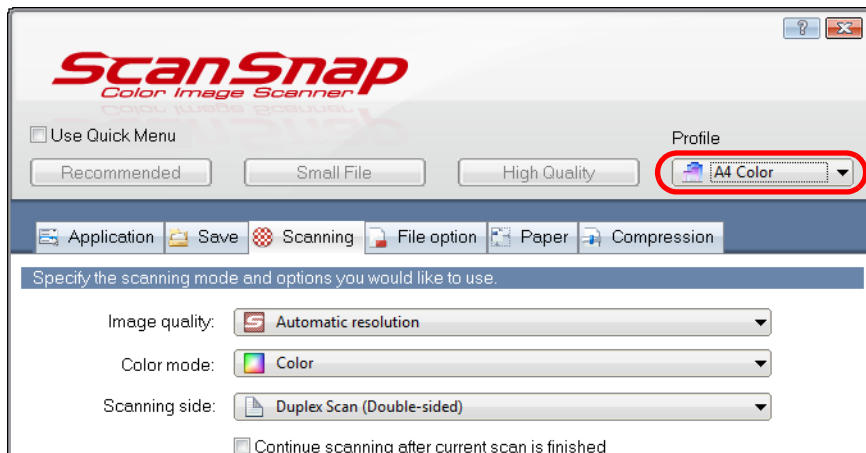 ?
ScanSnap
Color Image Scanner
Use Quick Menu
Profile
Recommended
Small File
High Quality
A4 Color
Application
Save
Scanning
File option
Paper
Compression
Specify the scanning mode and options you would like to use.
Image quality:
Automatic resolution
Color mode:
Color
Scanning side:
Duplex Scan (Double-sided)
Continue scanning after current scan is finished